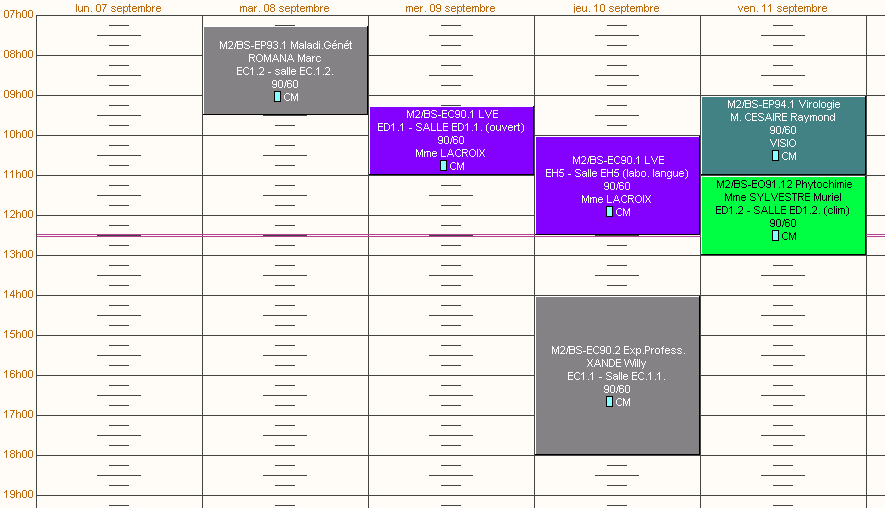 lun. 07 septembre
mar. 08 septembre
mer. 09 septembre
jeu. 10 septembre
ven. 11 septembre
07h00
08h00
09h00
10h00
11h00
12h00
13h00
14h00
15h00
16h00
17h00
18h00
19h00
M2/BS-EP93.1 Maladi.Génét
ROMANA Marc
EC1.2 - salle EC.1.2.
90/60
CM
M2/BS-EC90.1 LVE
ED1.1 - SALLE ED1.1. (ouvert)
90/60
Mme LACROIX
CM
M2/BS-EC90.1 LVE
EH5 - Salle EH5 (labo. langue)
90/60
Mme LACROIX
CM
M2/BS-EC90.2 Exp.Profess.
XANDE Willy
EC1.1 - Salle EC.1.1.
90/60
CM
M2/BS-EP94.1 Virologie
M. CESAIRE Raymond
90/60
VISIO
CM
M2/BS-EO91.12 Phytochimie
Mme SYLVESTRE Muriel
ED1.2 - SALLE ED1.2. (clim)
90/60
CM